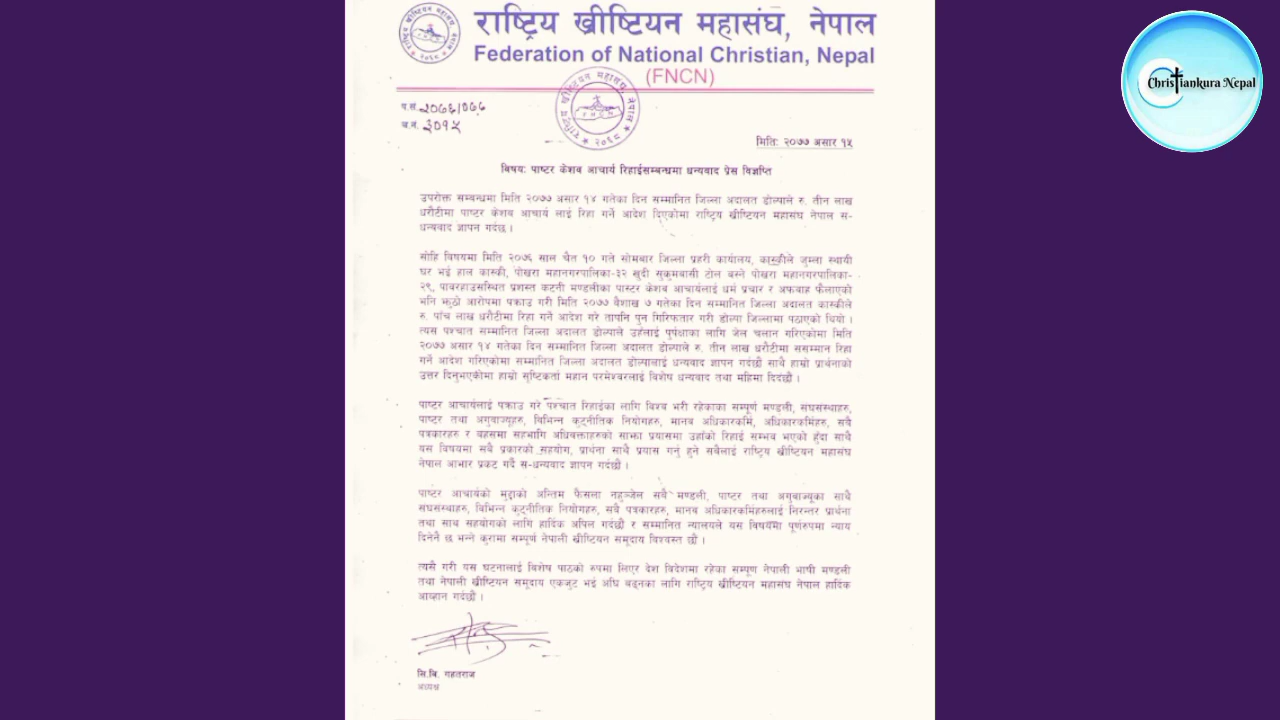 राष्ट्रिय ख्रीष्टियन महासंघ, नेपाल
Federation of National Christian, Nepal
(FNCN)
Christiankura Nepal
प.सं. २०७६/०७७
च.नं. ३०१५
मिति: २०७७ असार १५
विषय: पाष्टर केशव आचार्य रिहाईसम्बन्धमा धन्यवाद प्रेस विज्ञप्ति
उपरोक्त सम्बन्धमा मिति २०७७ असार १४ गतेका दिन सम्मानित जिल्ला अदालत डोल्पाले रु. तीन लाख
धरौटीमा पाष्टर केशब आचार्य लाई रिहा गर्ने आदेश दिएकोमा राष्ट्रिय ख्रीष्टियन महासंघ नेपाल स-
धन्यवाद ज्ञापन गर्दछ ।
सोहि विषयमा मिति २०७६ साल चैत १० गते सोमबार जिल्ला प्रहरी कार्यालय, कास्कीले जुम्ला स्थायी
घर भई हाल कास्की, पोखरा महानगरपालिका-३२ खुदी सुकुमबासी टोल बस्ने पोखरा महानगरपालिका-
२९, पावरहाउसस्थित प्रशस्त कटनी मण्डलीका पास्टर केशव आचार्यलाई धर्म प्रचार र अफवाह फैलाएको
भनि झुठो आरोपमा पक्राउ गरी मिति २०७७ वैशाख ७ गतेका दिन सम्मानित जिल्ला अदालत कास्कीले
रु. पाँच लाख धरौटीमा रिहा गर्ने आदेश गरे तापनि पुन गिरिफतार गरी डोल्पा जिल्लामा पठाएको थियो ।
त्यस पश्चात सम्मानित जिल्ला अदालत डोल्पाले उहँलाई पुर्पक्षाका लागि जेल चलान गरिएकोमा मिति
२०७७ असार १४ गतेका दिन सम्मानित जिल्ला अदालत डोल्पाले रु. तीन लाख धरौटीमा ससम्मान रिहा
गर्ने आदेश गरिएकोमा सम्मानित जिल्ला अदालत डोल्पालाई धन्यवाद ज्ञापन गर्दछौं साथै हाम्रो प्रार्थनाको
उत्तर दिनुभएकोमा हाम्रो सृष्टिकर्ता महान परमेश्वरलाई विशेष धन्यवाद तथा महिमा दिदछौं ।
पाष्टर आचार्यलाई पक्राउ गरे पश्चात रिहाईका लागि विश्व भरी रहेकाका सम्पूर्ण मण्डली, संघसस्थाहरु,
पाष्टर तथा अगुवाज्यूहरु, विभिन्न कुटनीतिक नियोगहरु, मानव अधिकारकर्मि, अधिकारकर्मिहरु, सवै
पत्रकारहरु र बहसमा सहभागि अधिवक्ताहरुको साझा प्रयासमा उहाँको रिहाई सम्भव भएको हुँदा साथै
यस विषयमा सबै प्रकारको सहयोग, प्रार्थना साथै प्रयास गर्नु हुने सबैलाई राष्ट्रिय ख्रीष्टियन महासंघ
नेपाल आभार प्रकट गर्दै स-धन्यवाद ज्ञापन गर्दछौं ।
पाष्टर आचार्यको मुद्दाको अन्तिम फैसला नहुञ्जेल सवै मण्डली, पाष्टर तथा अगुवाज्यूका साथै
संघसस्थाहरु, विभिन्न कुटनीतिक नियोगहरु, सवै पत्रकारहरु, मानव अधिकारकर्मिहरुलाई निरन्तर प्रार्थना
तथा साथ सहयोगको लागि हार्दिक अपिल गर्दछौं र सम्मानित न्यालयले यस विषयमा पूर्णरुपमा न्याय
दिनेनै छ भन्ने कुरामा सम्पूर्ण नेपाली ख्रीष्टियन समूदाय विश्वस्त छौं ।
त्यसै गरी यस घटनालाई विशेष पाठको रुपमा लिएर देश विदेशमा रहेका सम्पूण नेपाली भाषी मण्डली
तथा नेपाली ख्रीष्टियन समूदाय एकजुट भई अघि बढ्नका लागि राष्ट्रिय ख्रीष्टियन महासंघ नेपाल हार्दिक
आव्हान गर्दछौं ।
सि.वि. गहतराज
अध्यक्ष